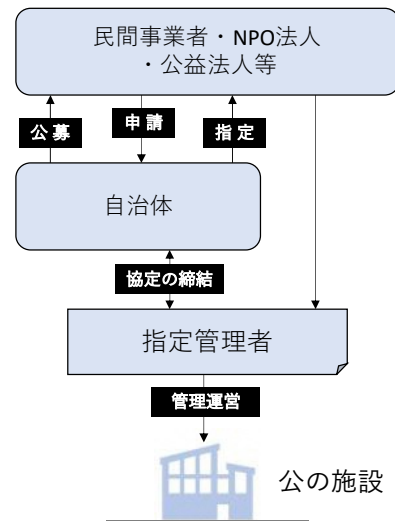 民間事業者・NPO法人
・公益法人等
公 募
申 請
指 定
自治体
協定の締結
指定管理者
管理運営
公の施設